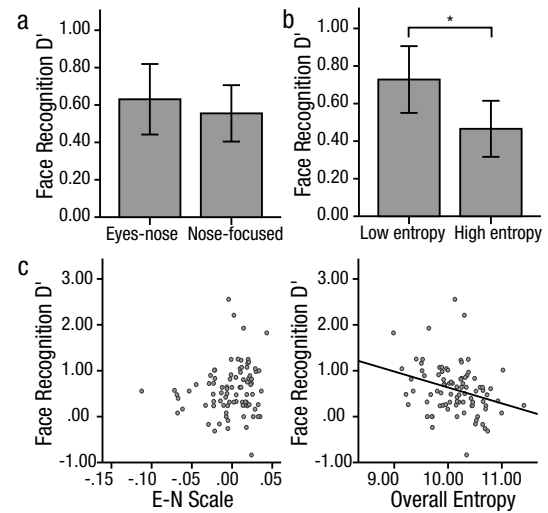 a
Face Recognition D'
1.00
0.80
0.60
0.40
0.20
0.00
Eyes-nose Nose-focused
b
*
Face Recognition D'
1.00
0.80
0.60
0.40
0.20
0.00
Low entropy High entropy
c
Face Recognition D'
3.00
2.00
1.00
.00
-1.00
-.15 -.10 -.05 .00 .05
E-N Scale
Face Recognition D'
3.00
2.00
1.00
.00
-1.00
9.00 10.00 11.00
Overall Entropy